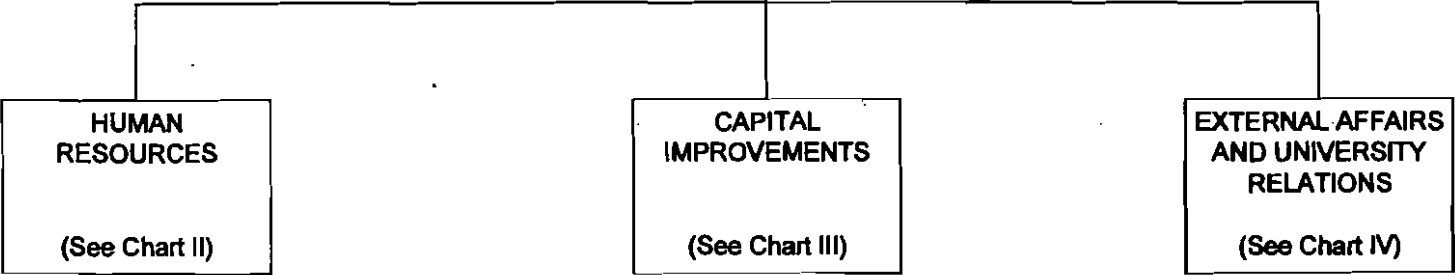 HUMAN
RESOURCES
(See Chart II)
CAPITAL
IMPROVEMENTS
(See Chart III)
EXTERNAL AFFAIRS
AND UNIVERSITY
RELATIONS
(See Chart IV)